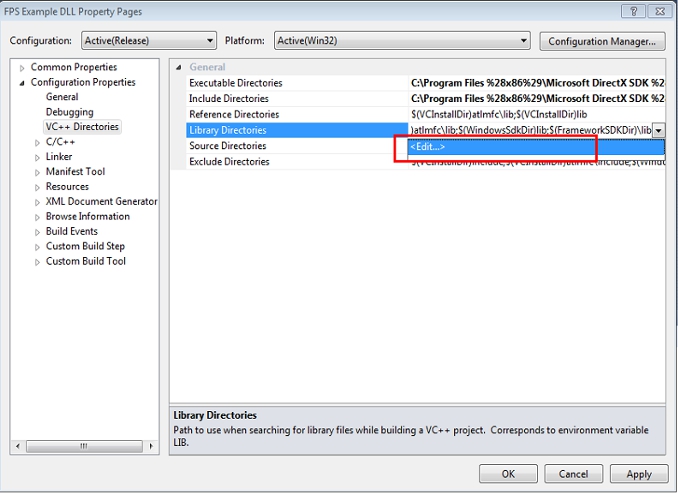 FPS Example DLL Property Pages
Configuration: Active(Release) Platform: Active(Win32) Configuration Manager...
Common Properties
Configuration Properties
General
Debugging
VC++ Directories
C/C++
Linker
Manifest Tool
Resources
XML Document Generator
Browse Information
Build Events
Custom Build Step
Custom Build Tool
General
Executable Directories C:\Program Files %28x86%29\Microsoft DirectX SDK %2
Include Directories C:\Program Files %28x86%29\Microsoft DirectX SDK %2
Reference Directories $(VCInstallDir)atlmfc\lib;$(VCInstallDir)lib
Library Directories )atlmfc\lib;$(WindowsSdkDir)lib;$(FrameworkSDKDir)\lib
Source Directories <Edit...>
Exclude Directories $(VCInstallDir)include;$(VCInstallDir)atlmfc\include;$(Windo
Library Directories
Path to use when searching for library files while building a VC++ project. Corresponds to environment variable
LIB.
OK Cancel Apply